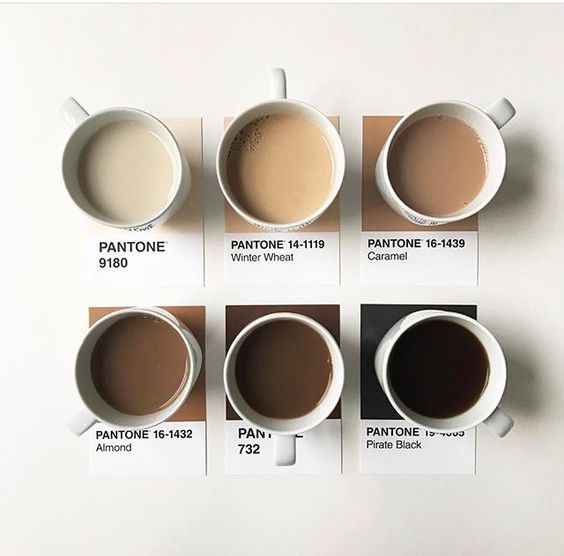 PANTONE®
9180
PANTONE® 14-1119
Winter Wheat
PANTONE® 16-1439
Caramel
PANTONE® 16-1432
Almond
732
PANTONE®
Pirate Black